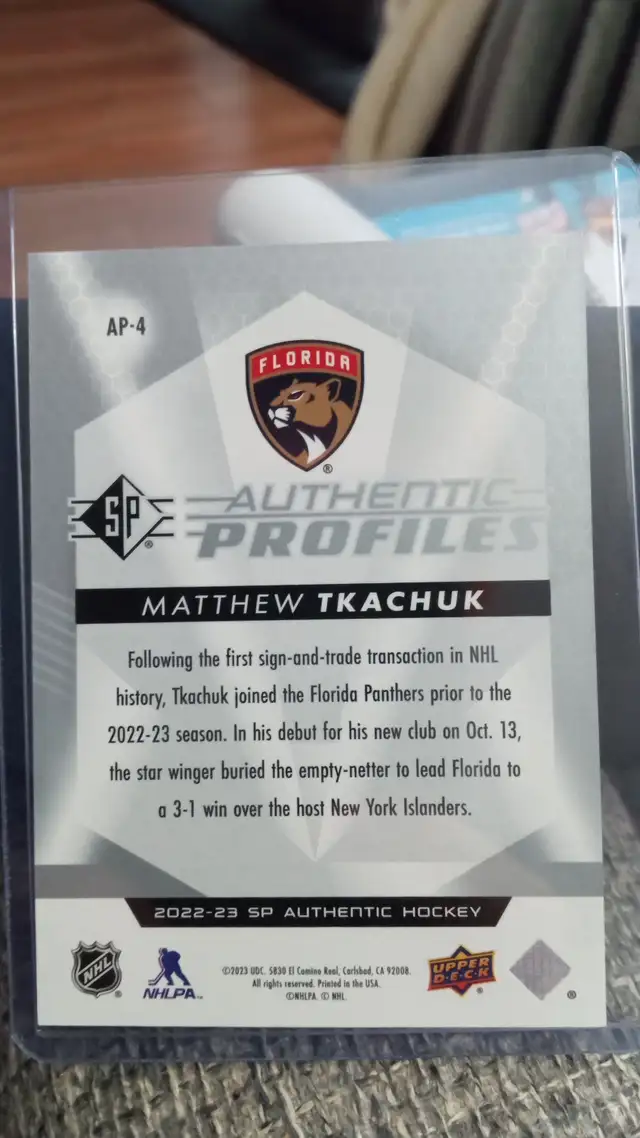 AP-4
FLORIDA
®
SP
®
AUTHENTIC
PROFILES
MATTHEW TKACHUK
Following the first sign-and-trade transaction in NHL
history, Tkachuk joined the Florida Panthers prior to the
2022-23 season. In his debut for his new club on Oct. 13,
the star winger buried the empty-netter to lead Florida to
a 3-1 win over the host New York Islanders.
2022-23 SP AUTHENTIC HOCKEY
NHL
®
NHLPA™
©2023 UDC. 5830 El Camino Real, Carlsbad, CA 92008.
All rights reserved. Printed in the USA.
©NHLPA. © NHL.
UPPER
DECK
®
®